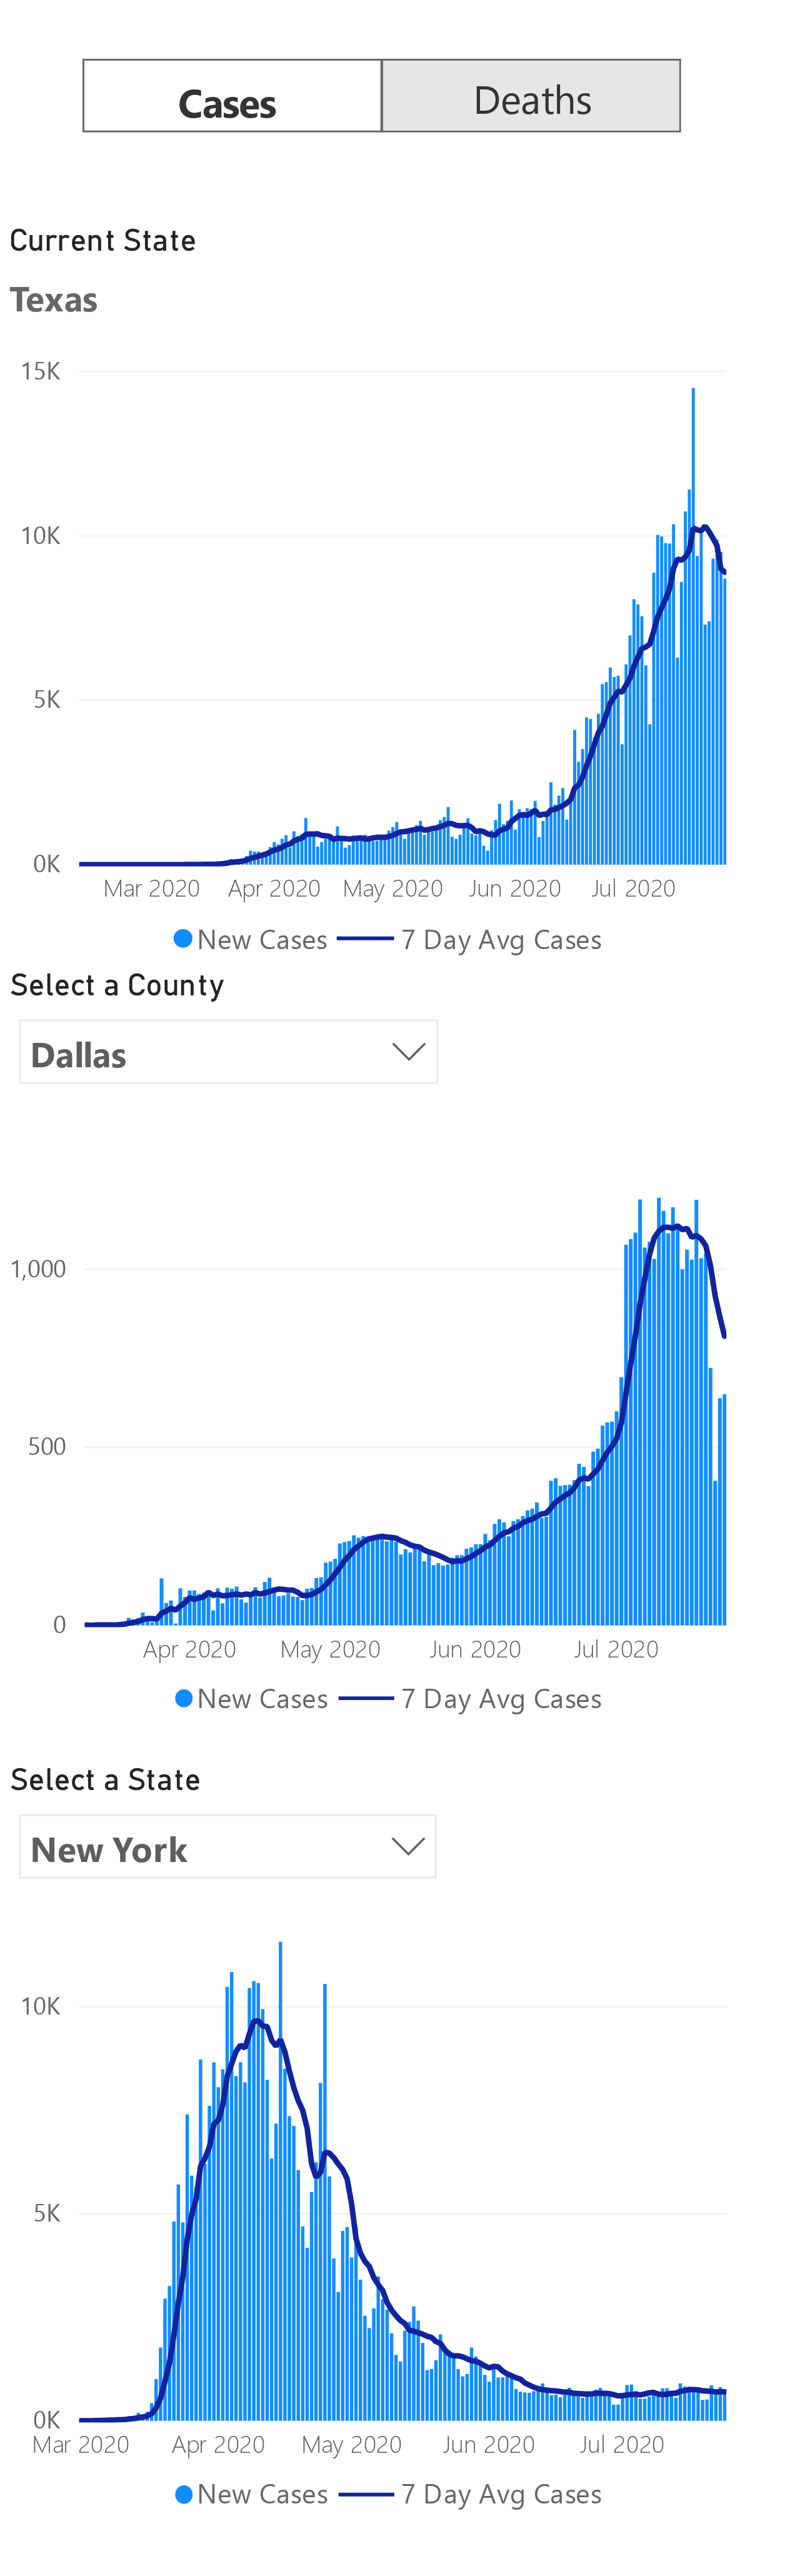 Cases Deaths
Current State
Texas
15K
10K
5K
0K
Mar 2020 Apr 2020 May 2020 Jun 2020 Jul 2020
New Cases 7 Day Avg Cases
Select a County
Dallas
1,000
500
0
Apr 2020 May 2020 Jun 2020 Jul 2020
New Cases 7 Day Avg Cases
Select a State
New York
10K
5K
0K
Mar 2020 Apr 2020 May 2020 Jun 2020 Jul 2020
New Cases 7 Day Avg Cases